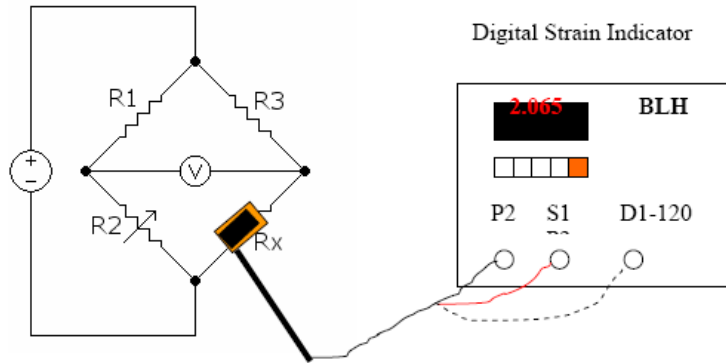 Digital Strain Indicator
2.065 BLH
R1 R3
V
R2 Rx
P2 S1 D1-120